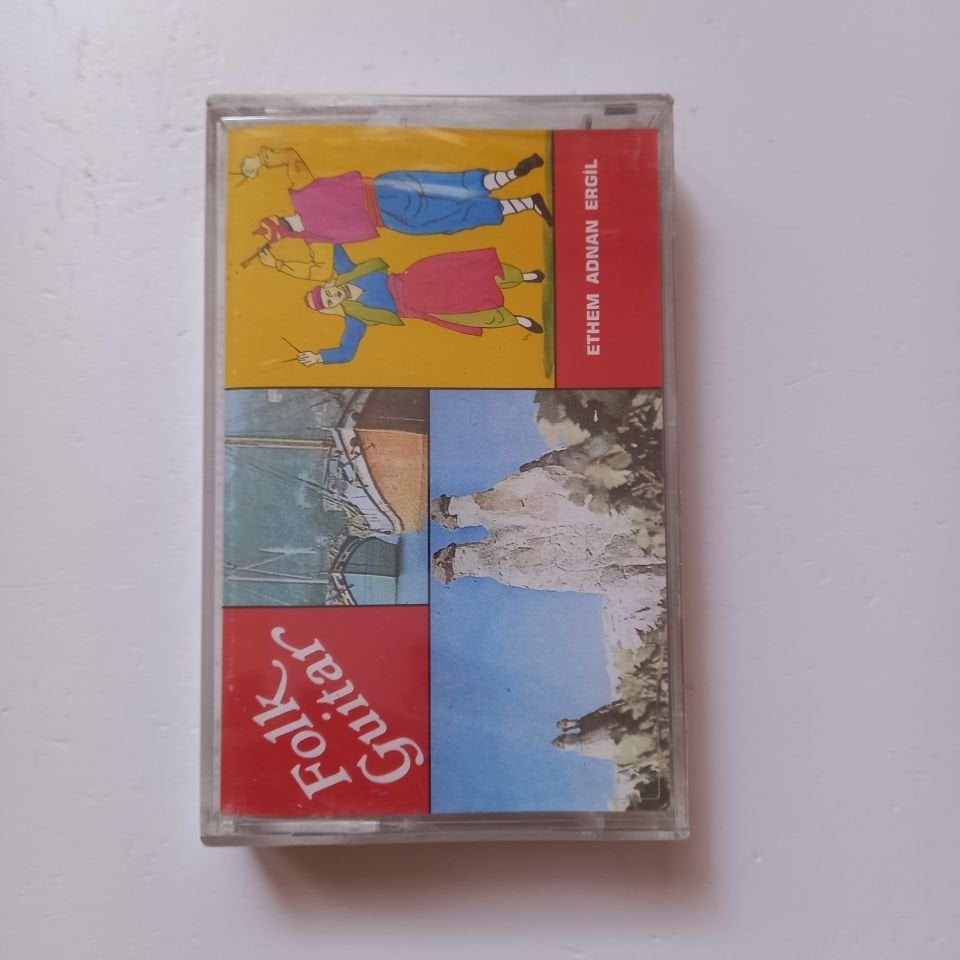 Folk
Guitar
ETHEM ADNAN ERGİL